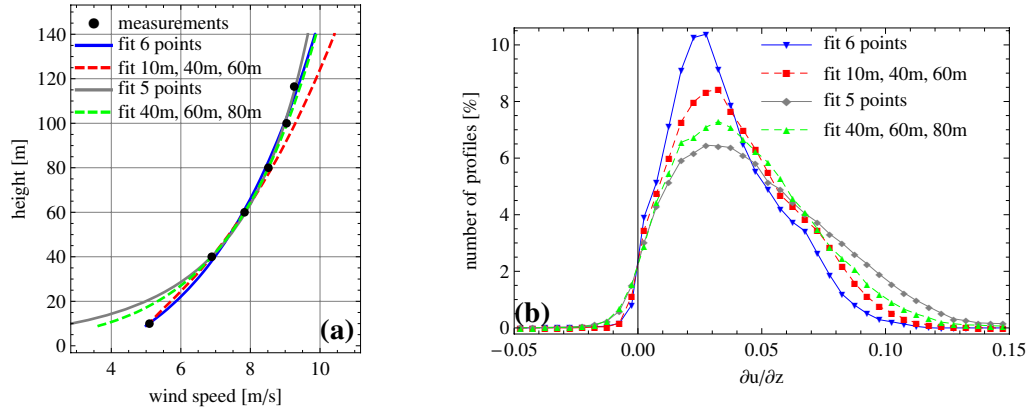 measurements
fit 6 points
fit 10m, 40m, 60m
fit 5 points
fit 40m, 60m, 80m
140
120
100
80
60
40
20
0
height [m]
4 6 8 10
wind speed [m/s]
(a)
10
8
6
4
2
0
number of profiles [%]
fit 6 points
fit 10m, 40m, 60m
fit 5 points
fit 40m, 60m, 80m
−0.05 0.00 0.05 0.10 0.15
∂u/∂z
(b)